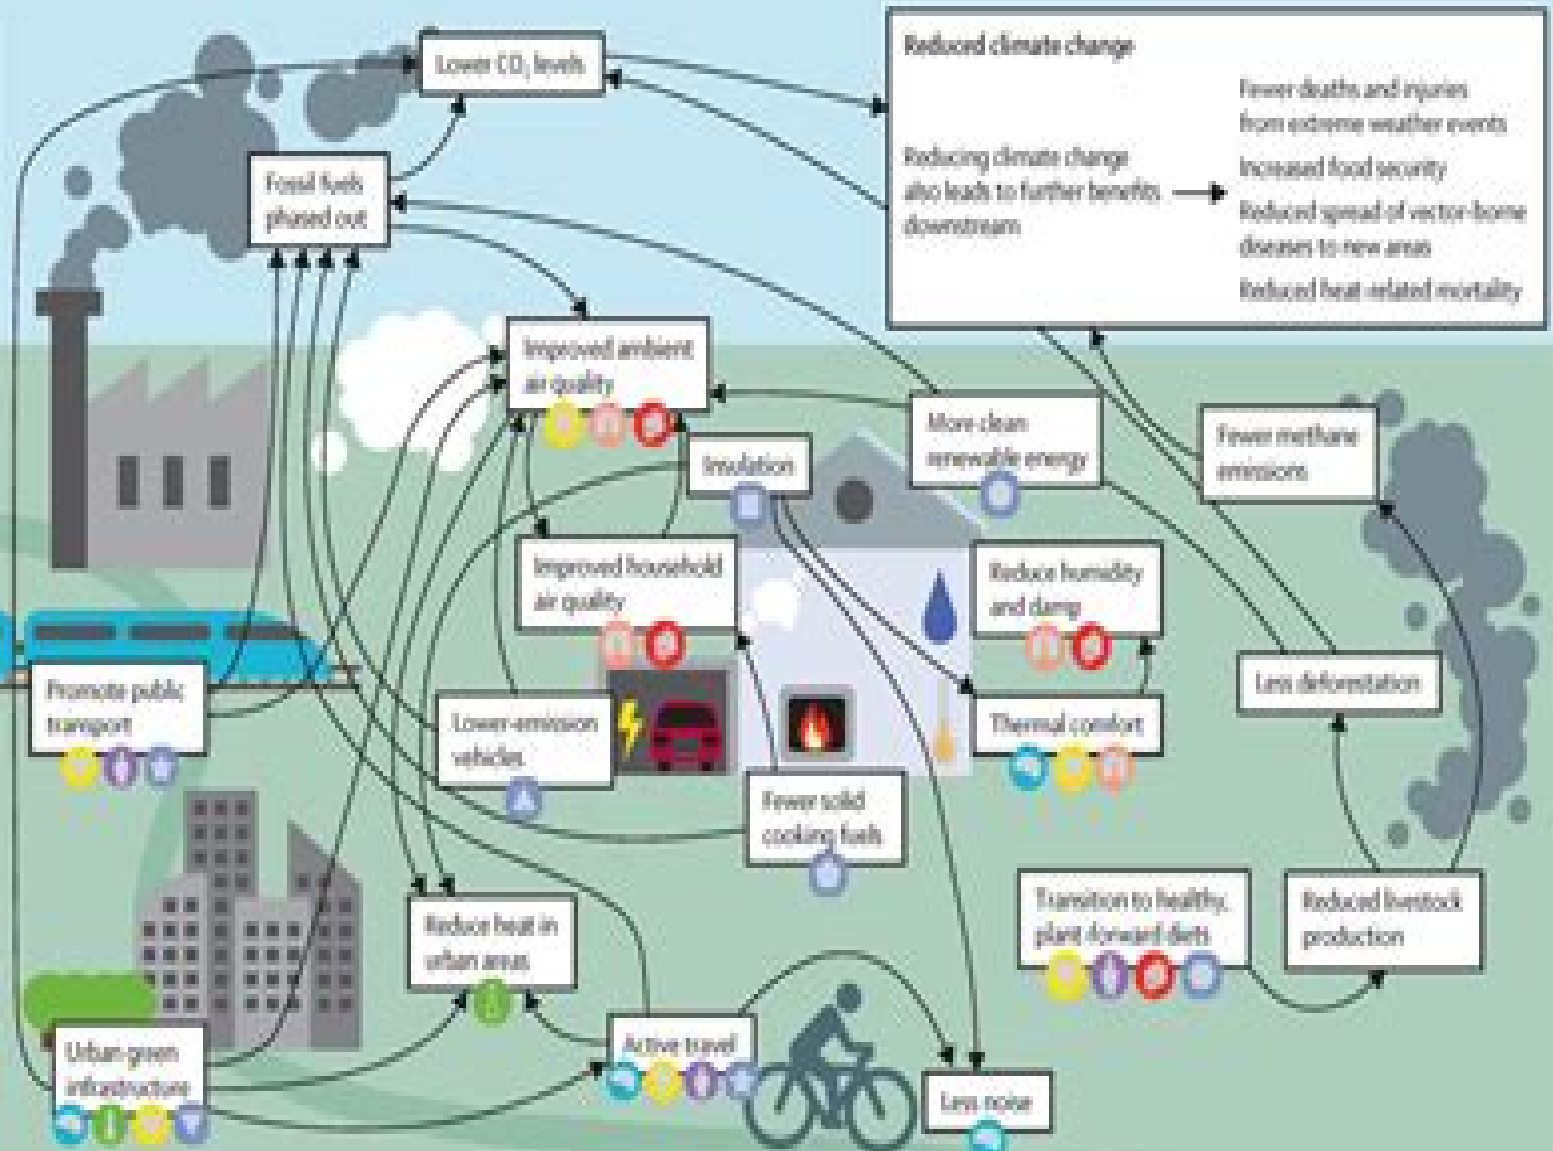 Lower CO₂ levels
Reduced climate change
Reducing climate change
also leads to further benefits
downstream
Fewer deaths and injuries
from extreme weather events
Increased food security
Reduced spread of vector-borne
diseases to new areas
Reduced heat-related mortality
Fossil fuels
phased out
Improved ambient
air quality
More clean
renewable energy
Fewer methane
emissions
Insulation
Improved household
air quality
Reduce humidity
and damp
Promote public
transport
Lower-emission
vehicles
Thermal comfort
Less deforestation
Fewer solid
cooking fuels
Transition to healthy,
plant-forward diets
Reduced livestock
production
Reduce heat in
urban areas
Urban green
infrastructure
Active travel
Less noise